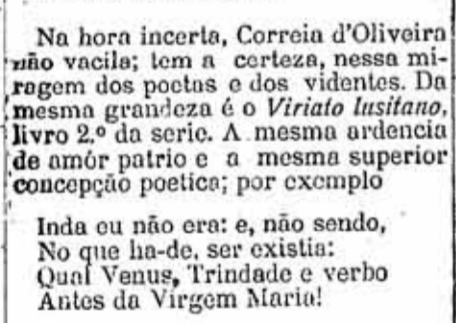 Na hora incerta, Correia d'Oliveira
não vacila; tem a certeza, nessa mi-
ragem dos poetas e dos videntes. Da
mesma grandeza é o Viriato lusitano,
livro 2.º da serie. A mesma ardencia
de amór patrio e a mesma superior
concepção poetica; por exemplo
Inda eu não era: e, não sendo,
No que ha-de, ser existia:
Qual Venus, Trindade e verbo
Antes da Virgem Maria!